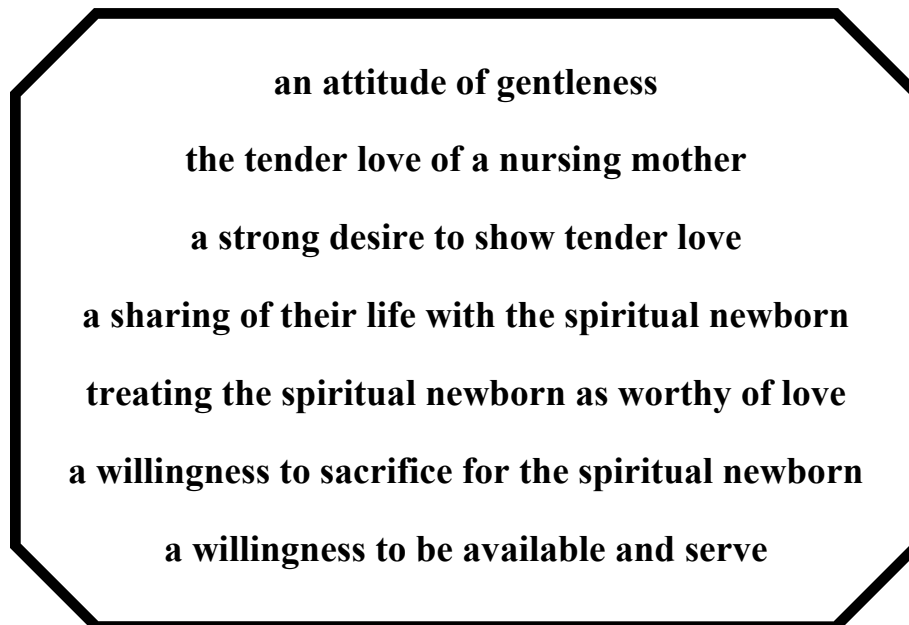 an attitude of gentleness
the tender love of a nursing mother
a strong desire to show tender love
a sharing of their life with the spiritual newborn
treating the spiritual newborn as worthy of love
a willingness to sacrifice for the spiritual newborn
a willingness to be available and serve